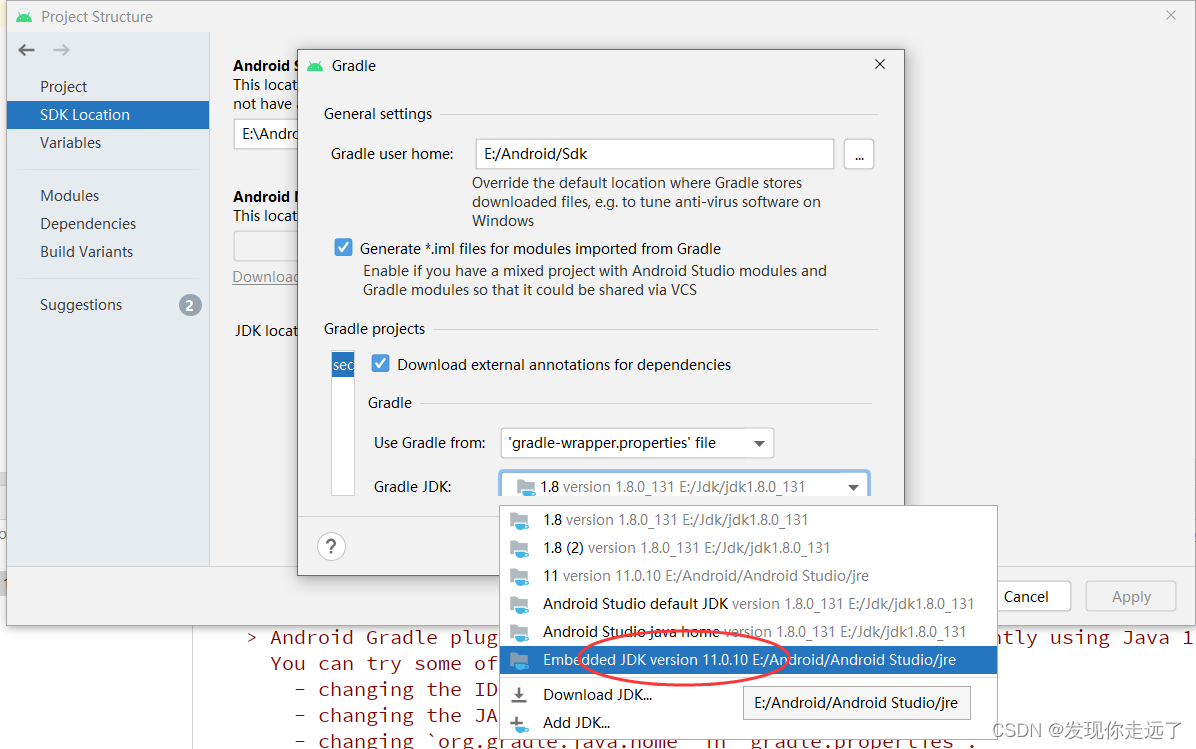 Project Structure
Project
SDK Location
Variables
Modules
Dependencies
Build Variants
Suggestions
2
Android
This locat
not have
E:\Andro
Android
This locat
Download
JDK locat
Gradle
General settings
Gradle user home:
E:/Android/Sdk
...
Override the default location where Gradle stores
downloaded files, e.g. to tune anti-virus software on
Windows
Generate *.iml files for modules imported from Gradle
Enable if you have a mixed project with Android Studio modules and
Gradle modules so that it could be shared via VCS
Gradle projects
sec
Download external annotations for dependencies
Gradle
Use Gradle from:
'gradle-wrapper.properties' file
Gradle JDK:
1.8 version 1.8.0_131 E:/Jdk/jdk1.8.0_131
1.8 version 1.8.0_131 E:/Jdk/jdk1.8.0_131
1.8 (2) version 1.8.0_131 E:/Jdk/jdk1.8.0_131
11 version 11.0.10 E:/Android/Android Studio/jre
Android Studio default JDK version 1.8.0_131 E:/Jdk/jdk1.8.0_131
Android Studio java home version 1.8.0_131 E:/Jdk/jdk1.8.0_131
Embedded JDK version 11.0.10 E:/Android/Android Studio/jre
Download JDK...
Add JDK...
E:/Android/Android Studio/jre
?
Cancel
Apply
> Android Gradle plug
ntly using Java 1
You can try some of
- changing the ID
- changing the JA
- changing `org.gradle.java.home` in `gradle.properties`.
CSDN @发现你走远了